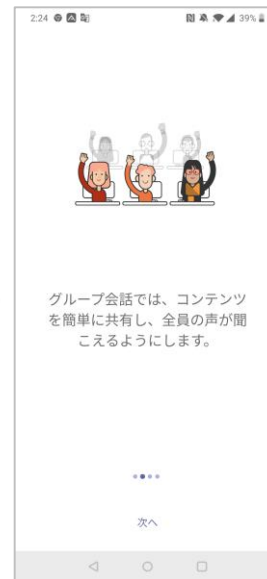 2:24
39%
グループ会話では、コンテンツ
を簡単に共有し、全員の声が聞
こえるようにします。
次へ